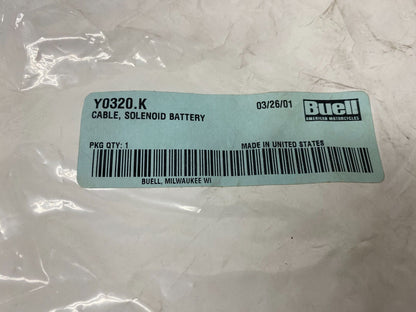 Y0320.K 03/26/01 Buell
CABLE, SOLENOID BATTERY AMERICAN MOTORCYCLES
PKG QTY: 1 MADE IN UNITED STATES
BUELL, MILWAUKEE WI